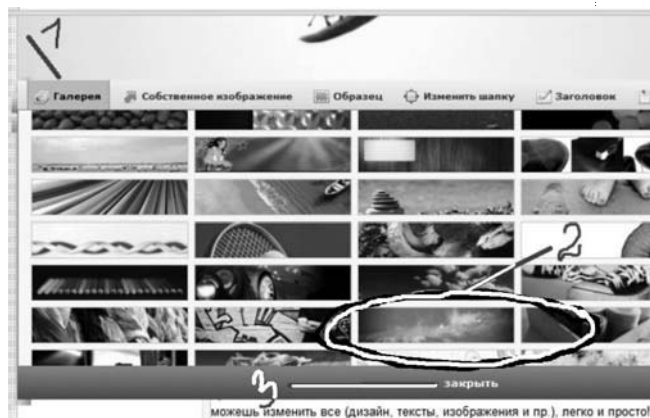 1
Галерея Собственное изображение Образец Изменить шапку Заголовок
2
3 закрыть
можешь изменить все (дизайн, тексты, изображения и пр.), легко и просто)